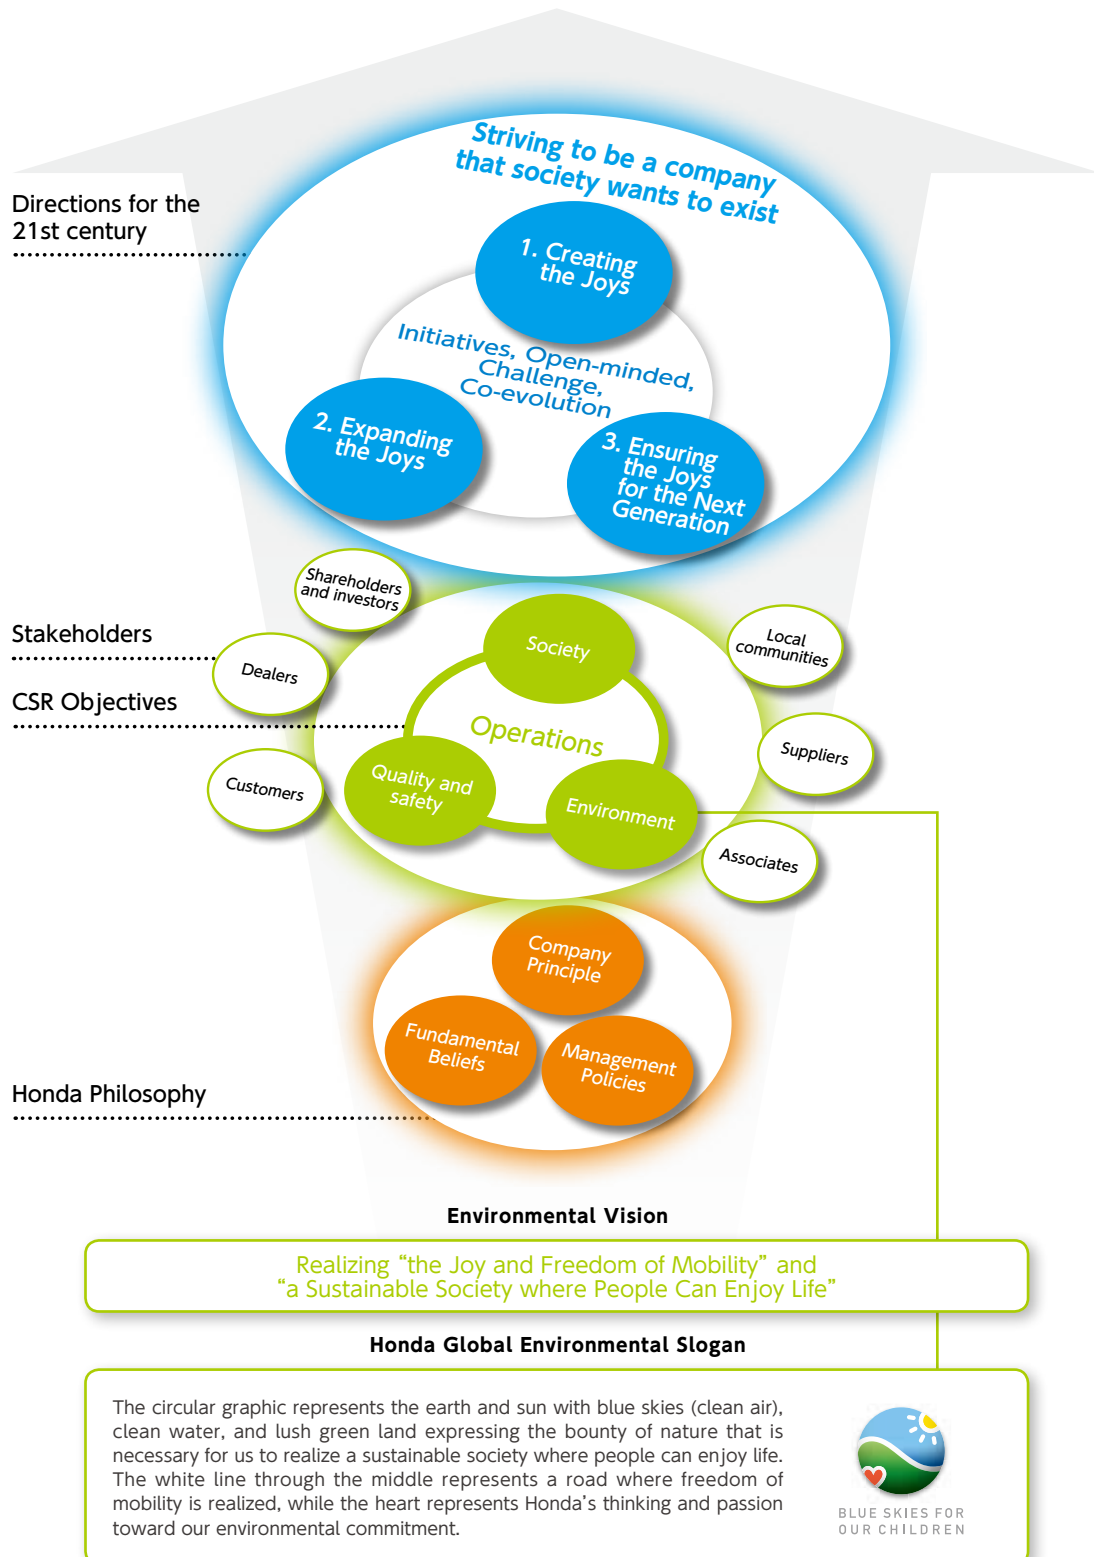 Striving to be a company
that society wants to exist
Directions for the
21st century
1. Creating
the Joys
Initiatives, Open-minded,
Challenge,
Co-evolution
2. Expanding
the Joys
3. Ensuring
the Joys
for the Next
Generation
Shareholders
and investors
Stakeholders
Dealers
Society
Local
communities
CSR Objectives
Operations
Suppliers
Customers
Quality and
safety
Environment
Associates
Company
Principle
Fundamental
Beliefs
Management
Policies
Honda Philosophy
Environmental Vision
Realizing “the Joy and Freedom of Mobility” and
“a Sustainable Society where People Can Enjoy Life”
Honda Global Environmental Slogan
The circular graphic represents the earth and sun with blue skies (clean air),
clean water, and lush green land expressing the bounty of nature that is
necessary for us to realize a sustainable society where people can enjoy life.
The white line through the middle represents a road where freedom of
mobility is realized, while the heart represents Honda’s thinking and passion
toward our environmental commitment.
BLUE SKIES FOR
OUR CHILDREN